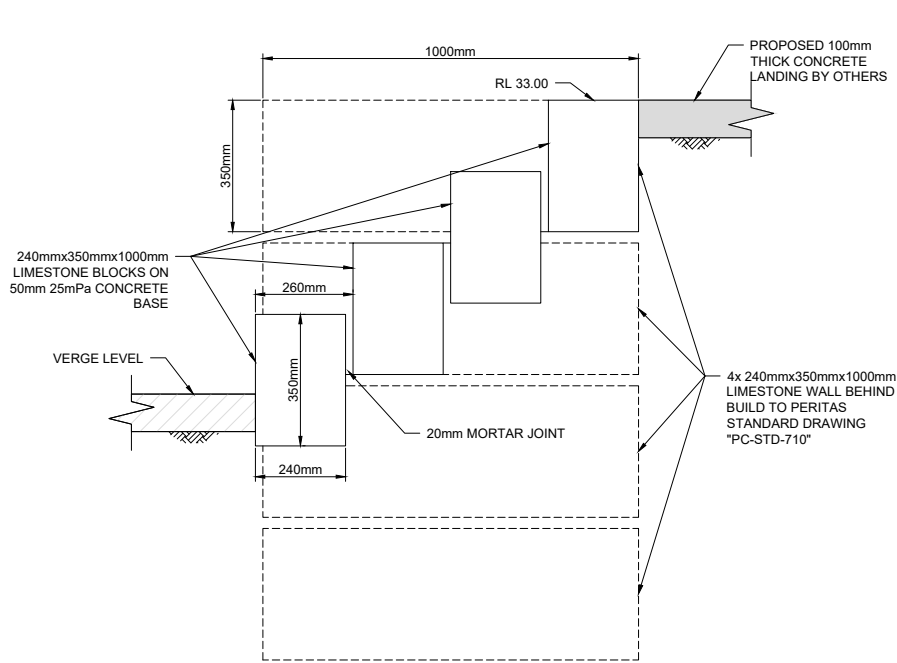 1000mm
PROPOSED 100mm
THICK CONCRETE
LANDING BY OTHERS
RL 33.00
350mm
240mmx350mmx1000mm
LIMESTONE BLOCKS ON
50mm 25mPa CONCRETE
BASE
260mm
350mm
VERGE LEVEL
4x 240mmx350mmx1000mm
LIMESTONE WALL BEHIND
BUILD TO PERITAS
STANDARD DRAWING
"PC-STD-710"
20mm MORTAR JOINT
240mm